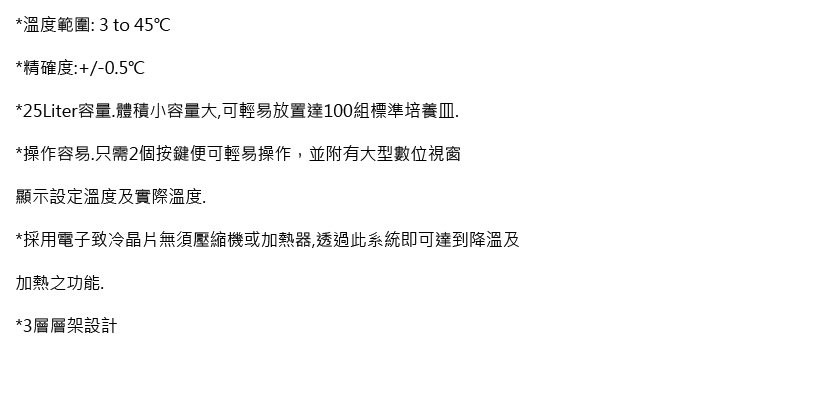 *溫度範圍: 3 to 45℃
*精確度:+/-0.5℃
*25Liter容量.體積小容量大,可輕易放置達100組標準培養皿.
*操作容易.只需2個按鍵便可輕易操作，並附有大型數位視窗
顯示設定溫度及實際溫度.
*採用電子致冷晶片無須壓縮機或加熱器,透過此系統即可達到降溫及
加熱之功能.
*3層層架設計